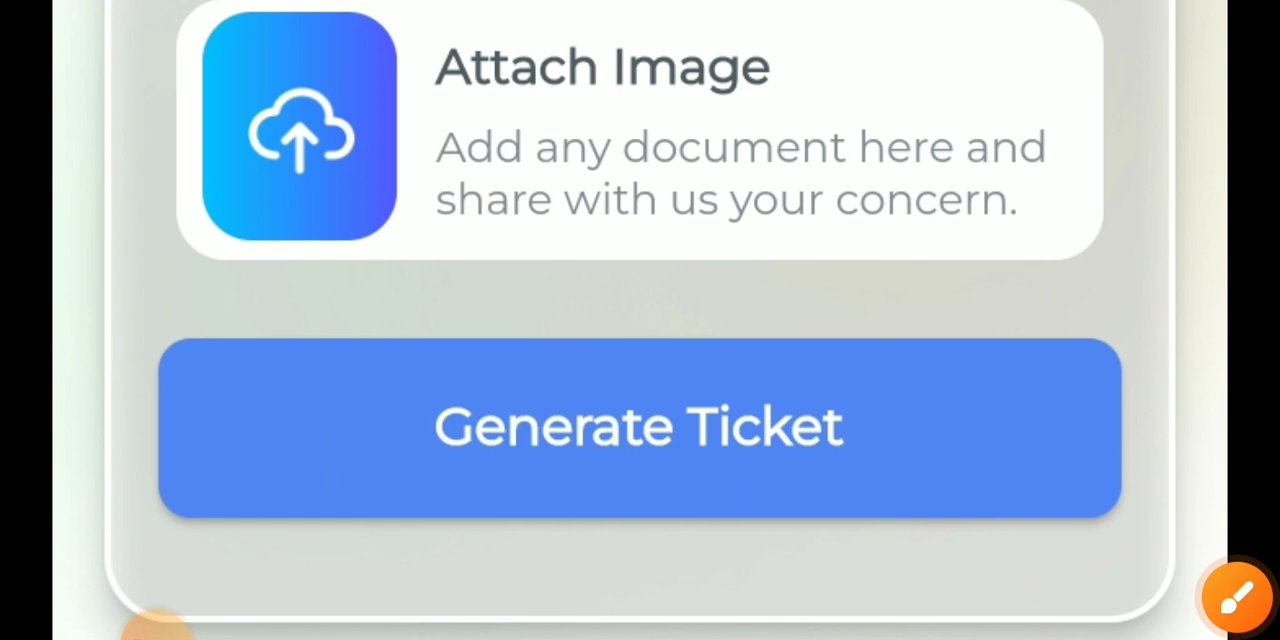 Attach Image
Add any document here and
share with us your concern.
Generate Ticket